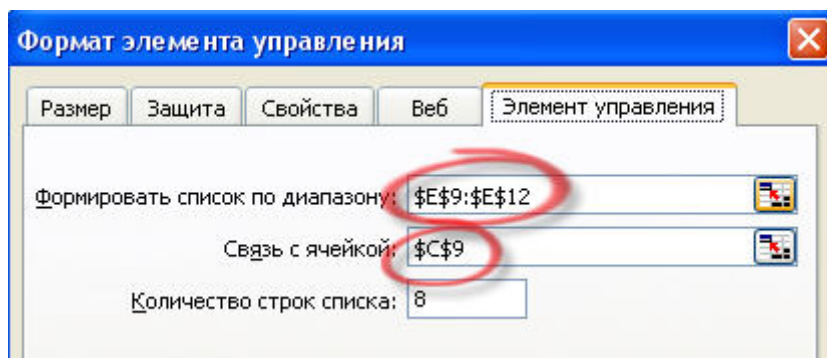 Формат элемента управления
Размер Защита Свойства Веб Элемент управления
Формировать список по диапазону: $E$9:$E$12
Связь с ячейкой: $C$9
Количество строк списка: 8